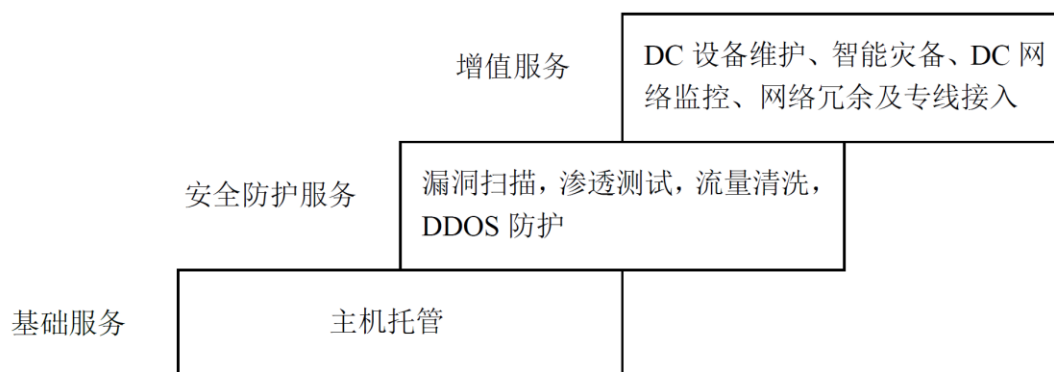 增值服务
DC 设备维护、智能灾备、DC 网
络监控、网络冗余及专线接入
安全防护服务
漏洞扫描，渗透测试，流量清洗，
DDOS 防护
基础服务
主机托管